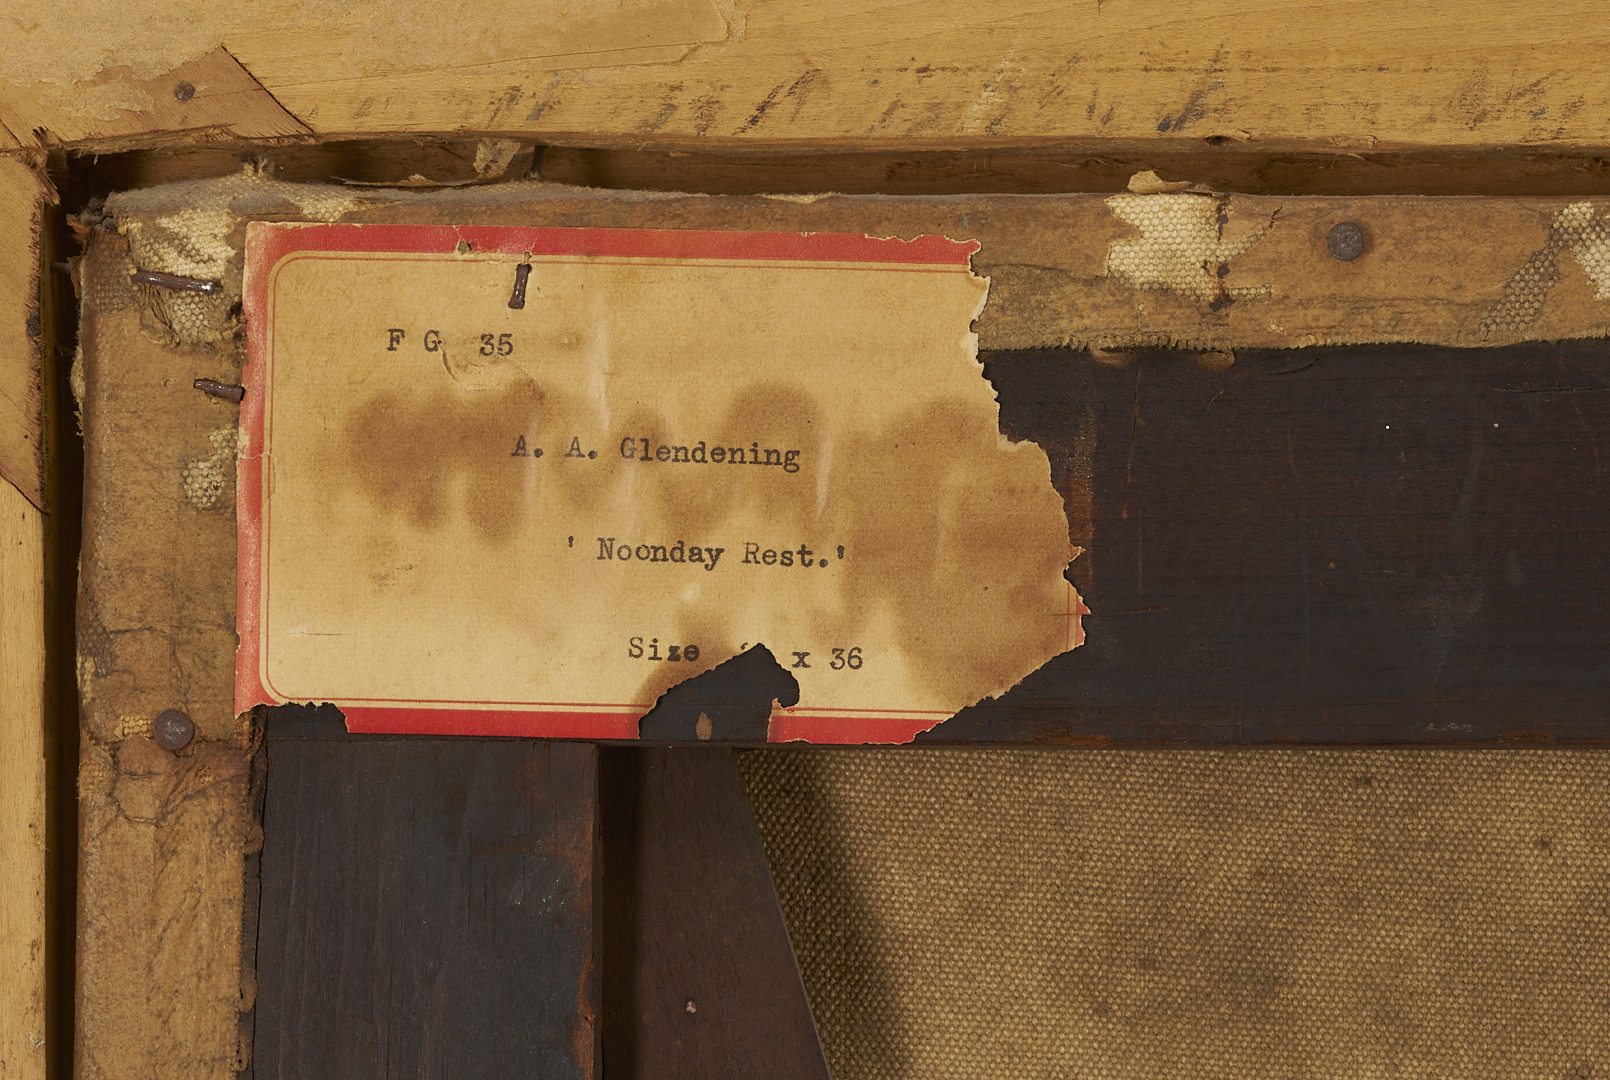 F G 35
A. A. Glendening
' Noonday Rest.'
Size x 36